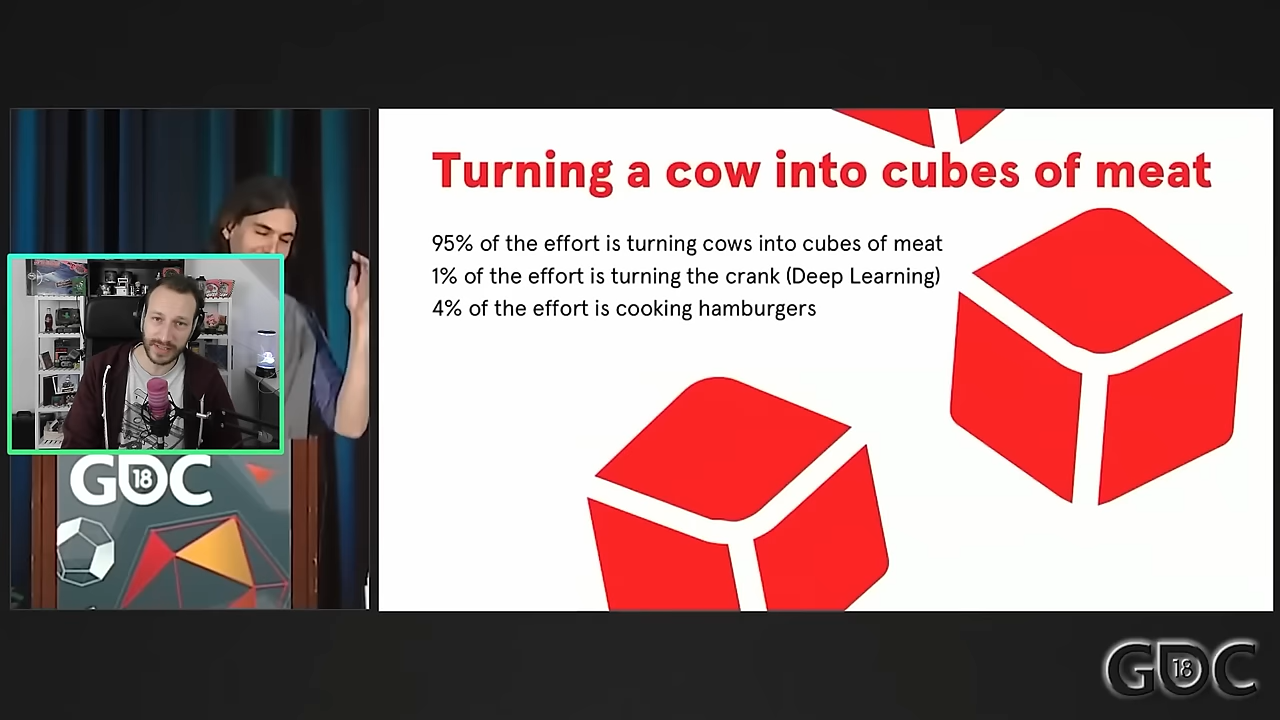 Turning a cow into cubes of meat
95% of the effort is turning cows into cubes of meat
1% of the effort is turning the crank (Deep Learning)
4% of the effort is cooking hamburgers
GDC
18
GDC
18